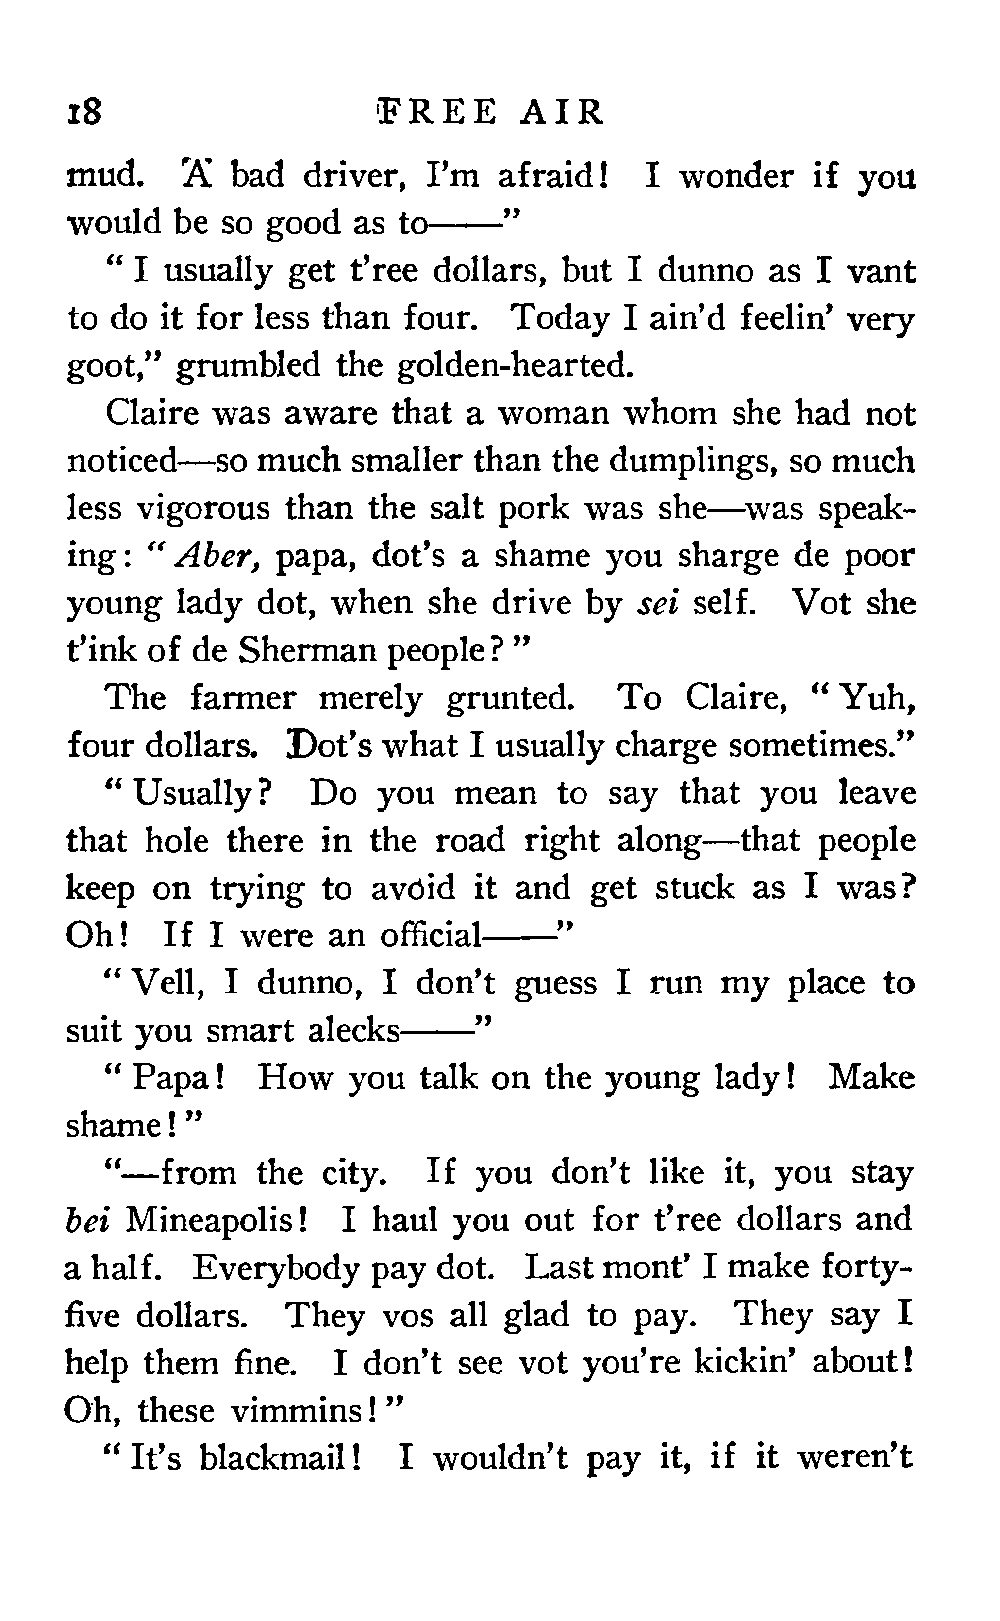 18 FREE AIR
mud. A bad driver, I'm afraid! I wonder if you
would be so good as to——"
"I usually get t'ree dollars, but I dunno as I vant
to do it for less than four. Today I ain'd feelin' very
goot," grumbled the golden-hearted.
Claire was aware that a woman whom she had not
noticed—so much smaller than the dumplings, so much
less vigorous than the salt pork was she—was speak-
ing: "Aber, papa, dot's a shame you sharge de poor
young lady dot, when she drive by sei self. Vot she
t'ink of de Sherman people?"
The farmer merely grunted. To Claire, "Yuh,
four dollars. Dot's what I usually charge sometimes."
"Usually? Do you mean to say that you leave
that hole there in the road right along—that people
keep on trying to avoid it and get stuck as I was?
Oh! If I were an official——"
"Vell, I dunno, I don't guess I run my place to
suit you smart alecks——"
"Papa! How you talk on the young lady! Make
shame!"
"—from the city. If you don't like it, you stay
bei Mineapolis! I haul you out for t'ree dollars and
a half. Everybody pay dot. Last mont' I make forty-
five dollars. They vos all glad to pay. They say I
help them fine. I don't see vot you're kickin' about!
Oh, these vimmins!"
"It's blackmail! I wouldn't pay it, if it weren't